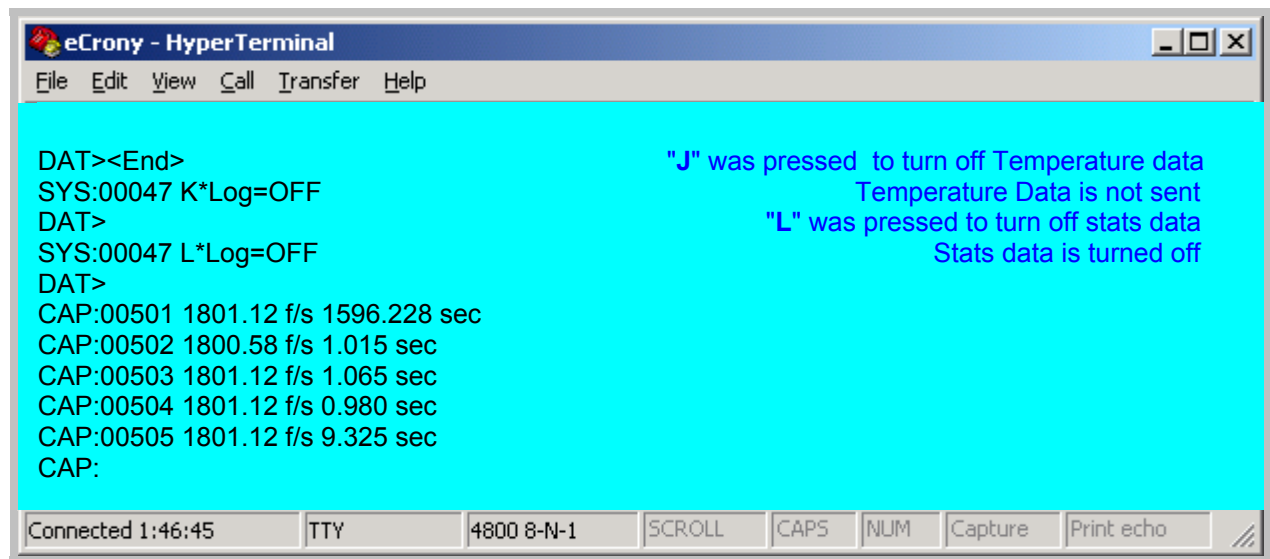 eCrony - HyperTerminal
File Edit View Call Transfer Help
DAT><End> "J" was pressed to turn off Temperature data
SYS:00047 K*Log=OFF Temperature Data is not sent
DAT> "L" was pressed to turn off stats data
SYS:00047 L*Log=OFF Stats data is turned off
DAT>
CAP:00501 1801.12 f/s 1596.228 sec
CAP:00502 1800.58 f/s 1.015 sec
CAP:00503 1801.12 f/s 1.065 sec
CAP:00504 1801.12 f/s 0.980 sec
CAP:00505 1801.12 f/s 9.325 sec
CAP:
Connected 1:46:45 TTY 4800 8-N-1 SCROLL CAPS NUM Capture Print echo